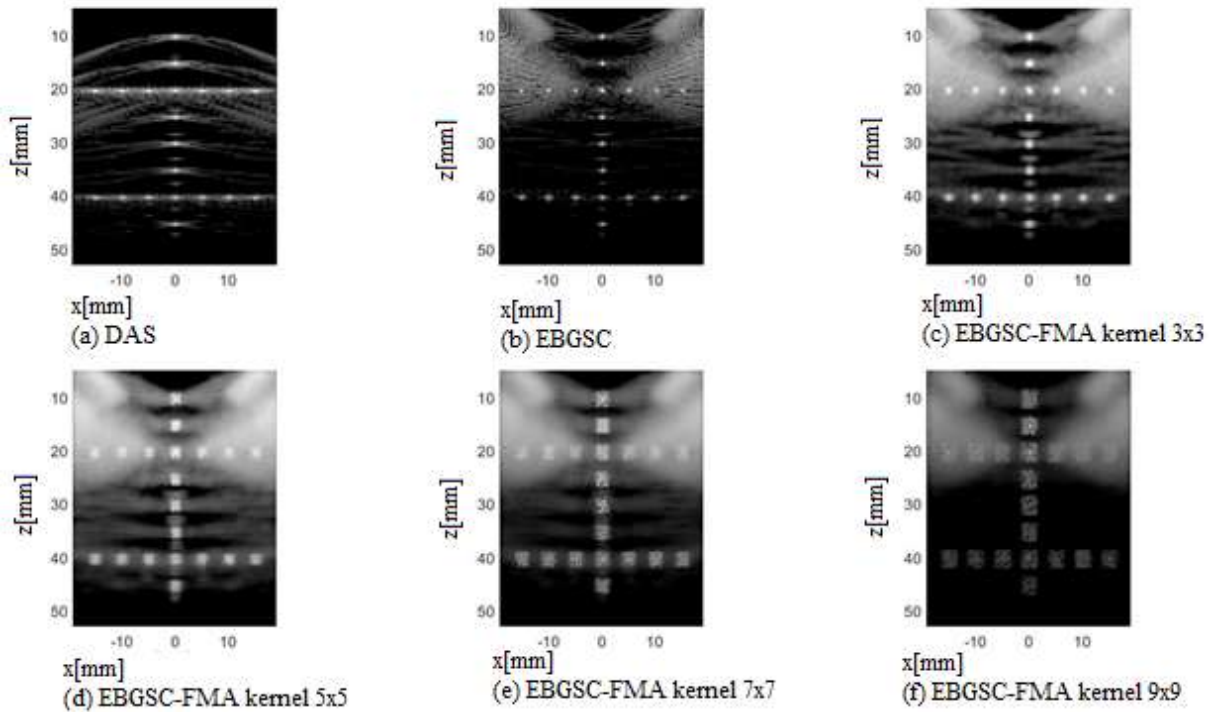 10
20
30
40
50
z[mm]
-10 0 10
x[mm]
(a) DAS
10
20
30
40
50
z[mm]
-10 0 10
x[mm]
(b) EBGSC
10
20
30
40
50
z[mm]
-10 0 10
x[mm]
(c) EBGSC-FMA kernel 3x3
10
20
30
40
50
z[mm]
-10 0 10
x[mm]
(d) EBGSC-FMA kernel 5x5
10
20
30
40
50
z[mm]
-10 0 10
x[mm]
(e) EBGSC-FMA kernel 7x7
10
20
30
40
50
z[mm]
-10 0 10
x[mm]
(f) EBGSC-FMA kernel 9x9